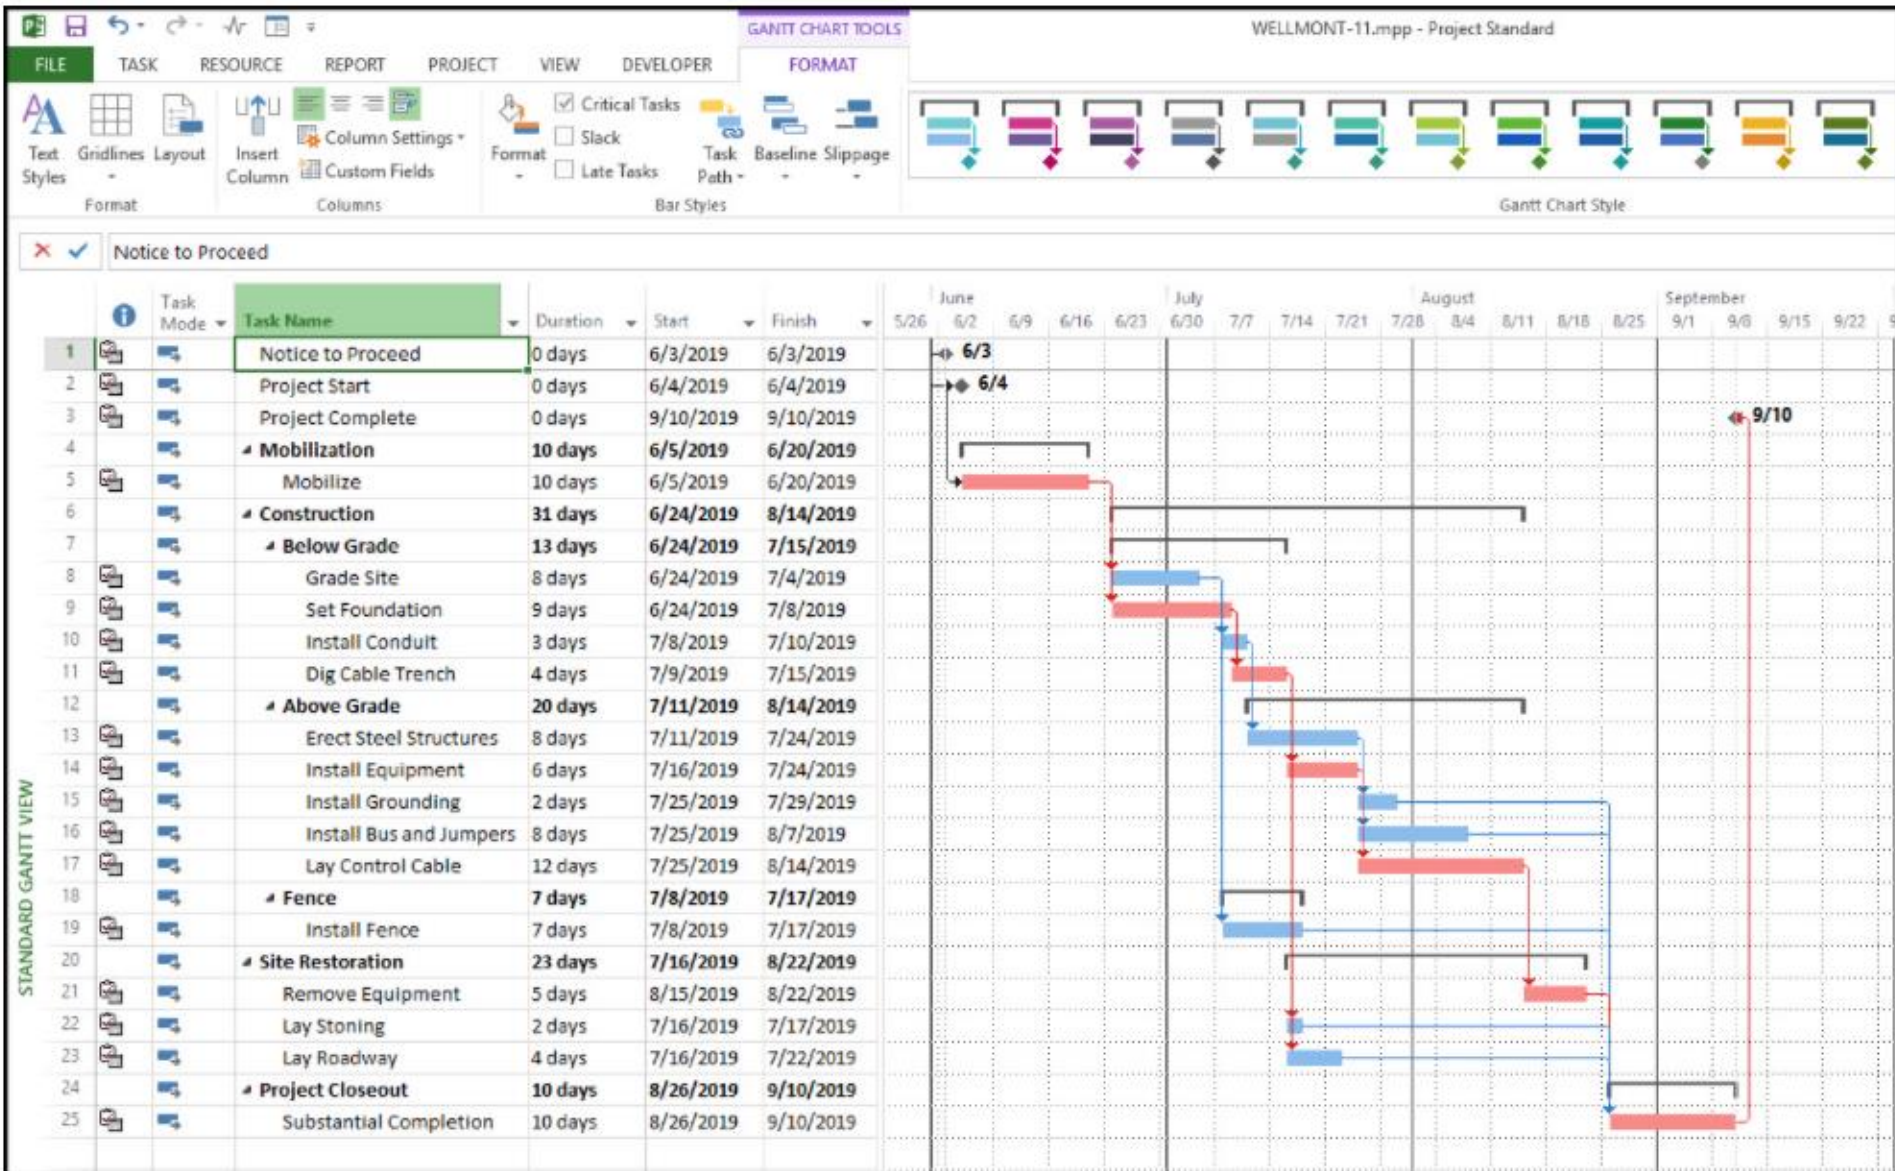 GANTT CHART TOOLS
WELLMONT-11.mpp - Project Standard
FILE TASK RESOURCE REPORT PROJECT VIEW DEVELOPER FORMAT
Text Styles Gridlines Layout
Format
Insert Column Column Settings Custom Fields
Columns
Format Critical Tasks Slack Late Tasks Task Path Baseline Slippage
Bar Styles
Gantt Chart Style
Notice to Proceed
Task Mode Task Name Duration Start Finish
June July August September
5/26 6/2 6/9 6/16 6/23 6/30 7/7 7/14 7/21 7/28 8/4 8/11 8/18 8/25 9/1 9/8 9/15 9/22
1 Notice to Proceed 0 days 6/3/2019 6/3/2019 6/3
2 Project Start 0 days 6/4/2019 6/4/2019 6/4
3 Project Complete 0 days 9/10/2019 9/10/2019 9/10
4 Mobilization 10 days 6/5/2019 6/20/2019
5 Mobilize 10 days 6/5/2019 6/20/2019
6 Construction 31 days 6/24/2019 8/14/2019
7 Below Grade 13 days 6/24/2019 7/15/2019
8 Grade Site 8 days 6/24/2019 7/4/2019
9 Set Foundation 9 days 6/24/2019 7/8/2019
10 Install Conduit 3 days 7/8/2019 7/10/2019
11 Dig Cable Trench 4 days 7/9/2019 7/15/2019
12 Above Grade 20 days 7/11/2019 8/14/2019
13 Erect Steel Structures 8 days 7/11/2019 7/24/2019
14 Install Equipment 6 days 7/16/2019 7/24/2019
15 Install Grounding 2 days 7/25/2019 7/29/2019
16 Install Bus and Jumpers 8 days 7/25/2019 8/7/2019
17 Lay Control Cable 12 days 7/25/2019 8/14/2019
18 Fence 7 days 7/8/2019 7/17/2019
19 Install Fence 7 days 7/8/2019 7/17/2019
20 Site Restoration 23 days 7/16/2019 8/22/2019
21 Remove Equipment 5 days 8/15/2019 8/22/2019
22 Lay Stoning 2 days 7/16/2019 7/17/2019
23 Lay Roadway 4 days 7/16/2019 7/22/2019
24 Project Closeout 10 days 8/26/2019 9/10/2019
25 Substantial Completion 10 days 8/26/2019 9/10/2019
STANDARD GANTT VIEW